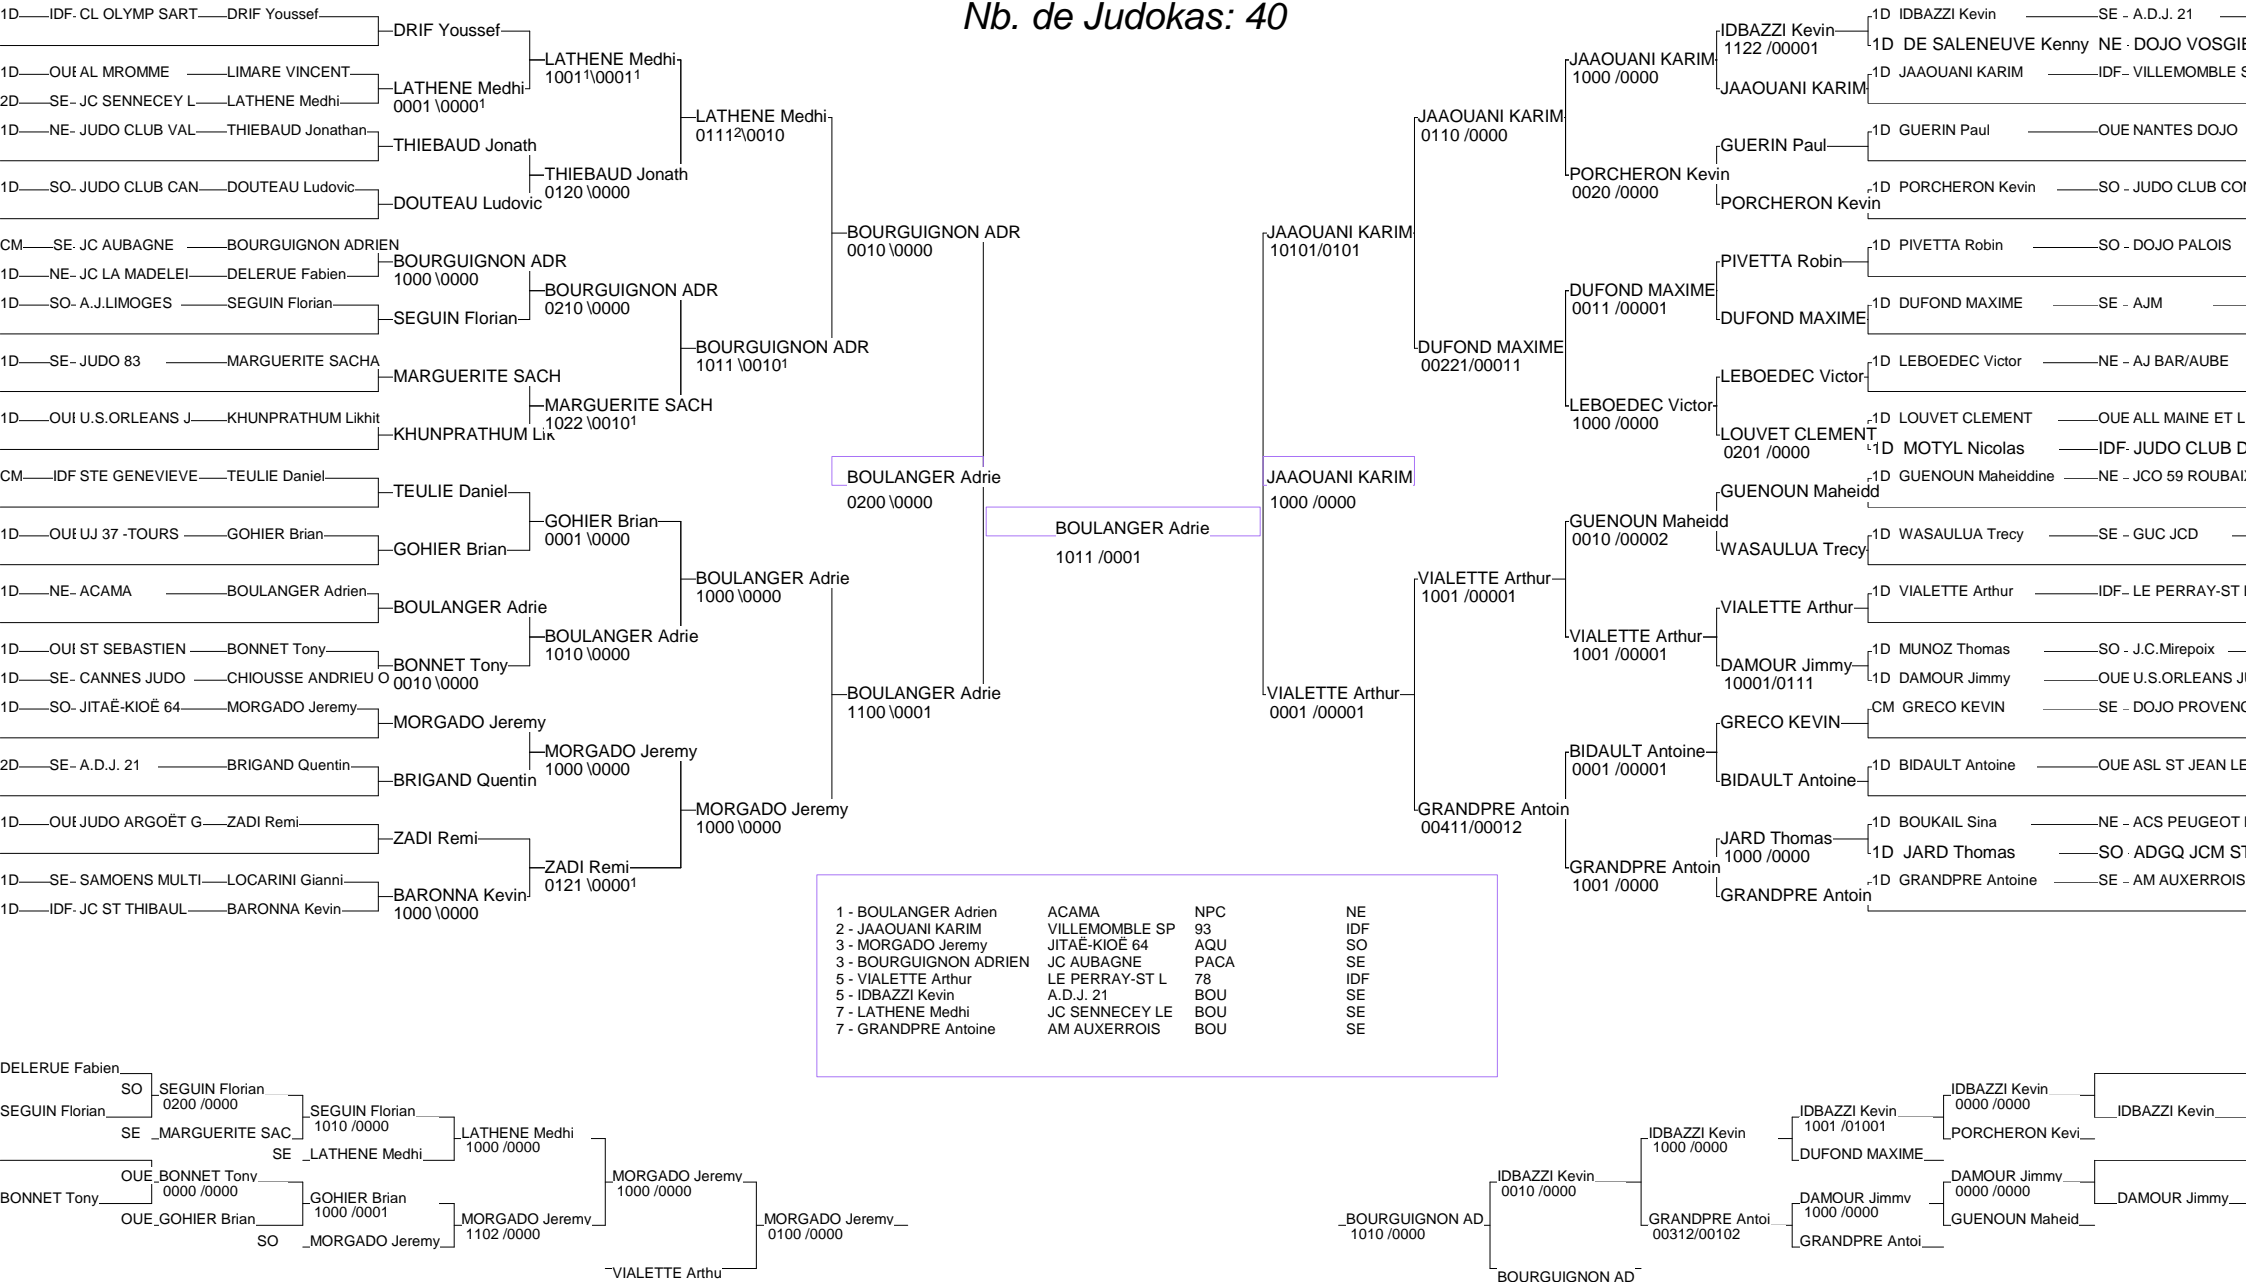 Nb. de Judokas: 40
1D IDF- CL OLYMP SART DRIF Youssef
1D OUE AL MROMME LIMARE VINCENT
2D SE- JC SENNECEY L LATHENE Medhi
1D NE- JUDO CLUB VAL THIEBAUD Jonathan
1D SO- JUDO CLUB CAN DOUTEAU Ludovic
CM SE- JC AUBAGNE BOURGUIGNON ADRIEN
1D NE- JC LA MADELEI DELERUE Fabien
1D SO- A.J.LIMOGES SEGUIN Florian
1D SE- JUDO 83 MARGUERITE SACHA
1D OUE U.S.ORLEANS J KHUNPRATHUM Likhit
CM IDF STE GENEVIEVE TEULIE Daniel
1D OUE UJ 37 -TOURS GOHIER Brian
1D NE- ACAMA BOULANGER Adrien
1D OUE ST SEBASTIEN BONNET Tony
1D SE- CANNES JUDO CHIOUSSE ANDRIEU O
1D SO- JITAË-KIOË 64 MORGADO Jeremy
2D SE- A.D.J. 21 BRIGAND Quentin
1D OUE JUDO ARGOËT G ZADI Remi
1D SE- SAMOENS MULTI LOCARINI Gianni
1D IDF- JC ST THIBAUL BARONNA Kevin
DRIF Youssef
LATHENE Medhi
0001 \0000¹
THIEBAUD Jonath
DOUTEAU Ludovic
BOURGUIGNON ADR
1000 \0000
SEGUIN Florian
MARGUERITE SACH
KHUNPRATHUM Lik
TEULIE Daniel
GOHIER Brian
BOULANGER Adrie
BONNET Tony
0010 \0000
MORGADO Jeremy
BRIGAND Quentin
ZADI Remi
BARONNA Kevin
1000 \0000
LATHENE Medhi
1001¹\0001¹
THIEBAUD Jonath
0120 \0000
BOURGUIGNON ADR
0210 \0000
MARGUERITE SACH
1022 \0010¹
GOHIER Brian
0001 \0000
BOULANGER Adrie
1010 \0000
MORGADO Jeremy
1000 \0000
ZADI Remi
0121 \0000¹
LATHENE Medhi
0111²\0010
BOURGUIGNON ADR
1011 \0010¹
BOULANGER Adrie
1000 \0000
MORGADO Jeremy
1000 \0000
BOURGUIGNON ADR
0010 \0000
BOULANGER Adrie
1100 \0001
BOULANGER Adrie
0200 \0000
BOULANGER Adrie
1011 /0001
JAAOUANI KARIM
1000 /0000
JAAOUANI KARIM
10101/0101
VIALETTE Arthur
0001 /00001
JAAOUANI KARIM
0110 /0000
DUFOND MAXIME
00221/00011
VIALETTE Arthur
1001 /00001
GRANDPRE Antoin
00411/00012
JAAOUANI KARIM
1000 /0000
PORCHERON Kevin
0020 /0000
DUFOND MAXIME
0011 /00001
LEBOEDEC Victor
1000 /0000
GUENOUN Maheidd
0010 /00002
VIALETTE Arthur
1001 /00001
BIDAULT Antoine
0001 /00001
GRANDPRE Antoin
1001 /0000
IDBAZZI Kevin
1122 /00001
JAAOUANI KARIM
GUERIN Paul
PORCHERON Kevin
PIVETTA Robin
DUFOND MAXIME
LEBOEDEC Victor
LOUVET CLEMENT
0201 /0000
GUENOUN Maheidd
WASAULUA Trecy
VIALETTE Arthur
DAMOUR Jimmy
10001/0111
GRECO KEVIN
BIDAULT Antoine
JARD Thomas
1000 /0000
GRANDPRE Antoin
1D IDBAZZI Kevin SE - A.D.J. 21
1D DE SALENEUVE Kenny NE - DOJO VOSGIE
1D JAAOUANI KARIM IDF- VILLEMOMBLE S
1D GUERIN Paul OUE NANTES DOJO
1D PORCHERON Kevin SO - JUDO CLUB CON
1D PIVETTA Robin SO - DOJO PALOIS
1D DUFOND MAXIME SE - AJM
1D LEBOEDEC Victor NE - AJ BAR/AUBE
1D LOUVET CLEMENT OUE ALL MAINE ET L
1D MOTYL Nicolas IDF- JUDO CLUB D
1D GUENOUN Maheiddine NE - JCO 59 ROUBAIX
1D WASAULUA Trecy SE - GUC JCD
1D VIALETTE Arthur IDF- LE PERRAY-ST
1D MUNOZ Thomas SO - J.C.Mirepoix
1D DAMOUR Jimmy OUE U.S.ORLEANS JU
CM GRECO KEVIN SE - DOJO PROVENC
1D BIDAULT Antoine OUE ASL ST JEAN LE
1D BOUKAIL Sina NE - ACS PEUGEOT
1D JARD Thomas SO - ADGQ JCM ST
1D GRANDPRE Antoine SE - AM AUXERROIS
1 - BOULANGER Adrien ACAMA NPC NE
2 - JAAOUANI KARIM VILLEMOMBLE SP 93 IDF
3 - MORGADO Jeremy JITAË-KIOË 64 AQU SO
3 - BOURGUIGNON ADRIEN JC AUBAGNE PACA SE
5 - VIALETTE Arthur LE PERRAY-ST L 78 IDF
5 - IDBAZZI Kevin A.D.J. 21 BOU SE
7 - LATHENE Medhi JC SENNECEY LE BOU SE
7 - GRANDPRE Antoine AM AUXERROIS BOU SE
DELERUE Fabien
SO SEGUIN Florian
0200 /0000
SEGUIN Florian
SE MARGUERITE SAC
SEGUIN Florian
1010 /0000
SE LATHENE Medhi
LATHENE Medhi
1000 /0000
OUE BONNET Tony
0000 /0000
BONNET Tony
OUE GOHIER Brian
GOHIER Brian
1000 /0001
SO MORGADO Jeremy
MORGADO Jeremy
1102 /0000
MORGADO Jeremy
1000 /0000
VIALETTE Arthu
MORGADO Jeremy
0100 /0000
BOURGUIGNON AD
1010 /0000
IDBAZZI Kevin
0010 /0000
BOURGUIGNON AD
IDBAZZI Kevin
1000 /0000
GRANDPRE Antoi
00312/00102
IDBAZZI Kevin
1001 /01001
DUFOND MAXIME
DAMOUR Jimmy
1000 /0000
GRANDPRE Antoi
IDBAZZI Kevin
0000 /0000
PORCHERON Kevi
DAMOUR Jimmy
0000 /0000
GUENOUN Maheid
IDBAZZI Kevin
DAMOUR Jimmy